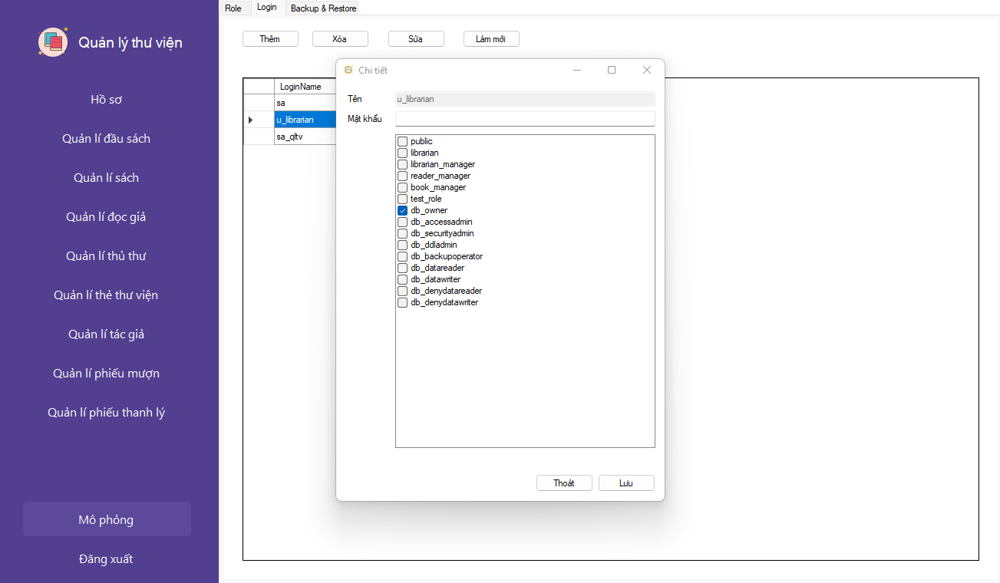 Quản lý thư viện
Hồ sơ
Quản lí đầu sách
Quản lí sách
Quản lí đọc giả
Quản lí thủ thư
Quản lí thẻ thư viện
Quản lí tác giả
Quản lí phiếu mượn
Quản lí phiếu thanh lý
Mô phỏng
Đăng xuất
Role Login Backup & Restore
Thêm Xóa Sửa Làm mới
LoginName
sa
u_librarian
sa_qltv
Chi tiết
Tên u_librarian
Mật khẩu
public
librarian
librarian_manager
reader_manager
book_manager
test_role
db_owner
db_accessadmin
db_securityadmin
db_ddladmin
db_backupoperator
db_datareader
db_datawriter
db_denydatareader
db_denydatawriter
Thoát Lưu